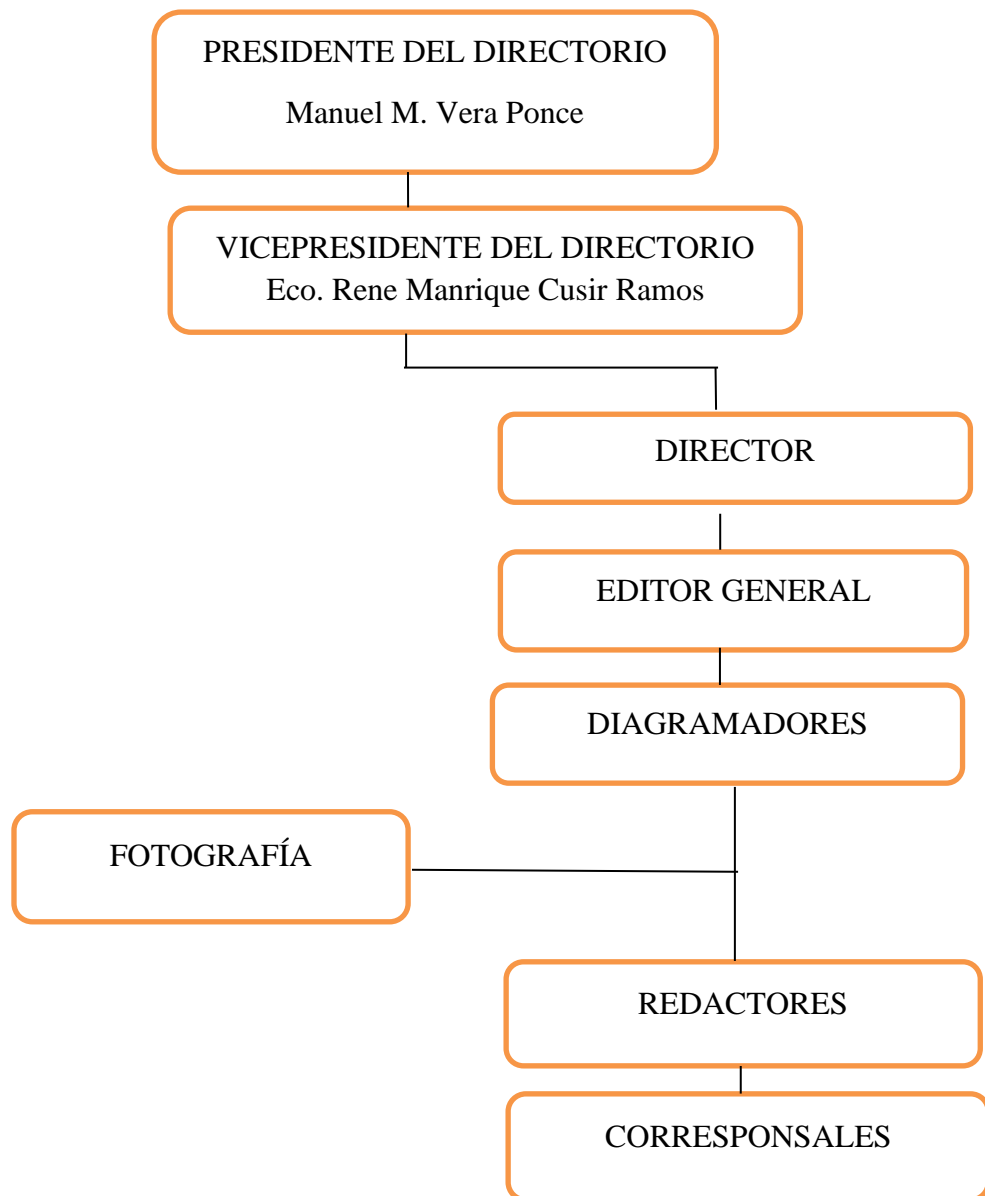 PRESIDENTE DEL DIRECTORIO
Manuel M. Vera Ponce
VICEPRESIDENTE DEL DIRECTORIO
Eco. Rene Manrique Cusir Ramos
DIRECTOR
EDITOR GENERAL
DIAGRAMADORES
FOTOGRAFÍA
REDACTORES
CORRESPONSALES